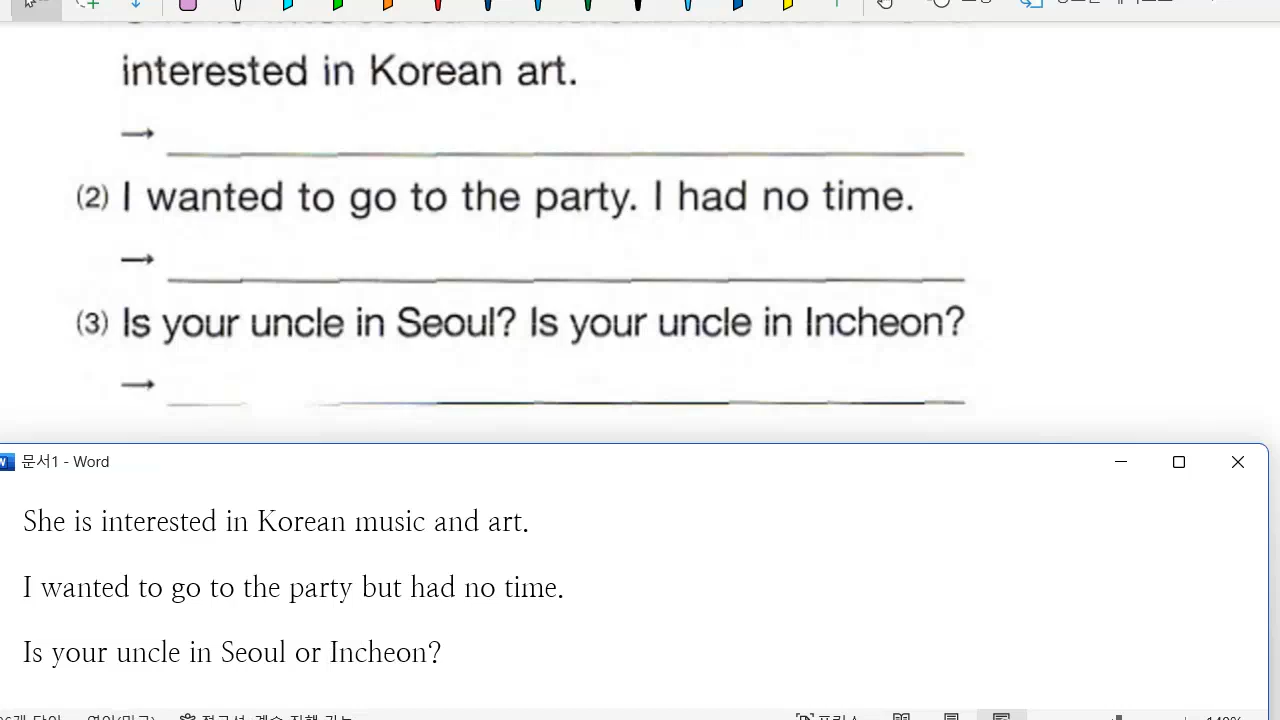 interested in Korean art.
→
(2) I wanted to go to the party. I had no time.
→
(3) Is your uncle in Seoul? Is your uncle in Incheon?
→
문서1 - Word
She is interested in Korean music and art.
I wanted to go to the party but had no time.
Is your uncle in Seoul or Incheon?